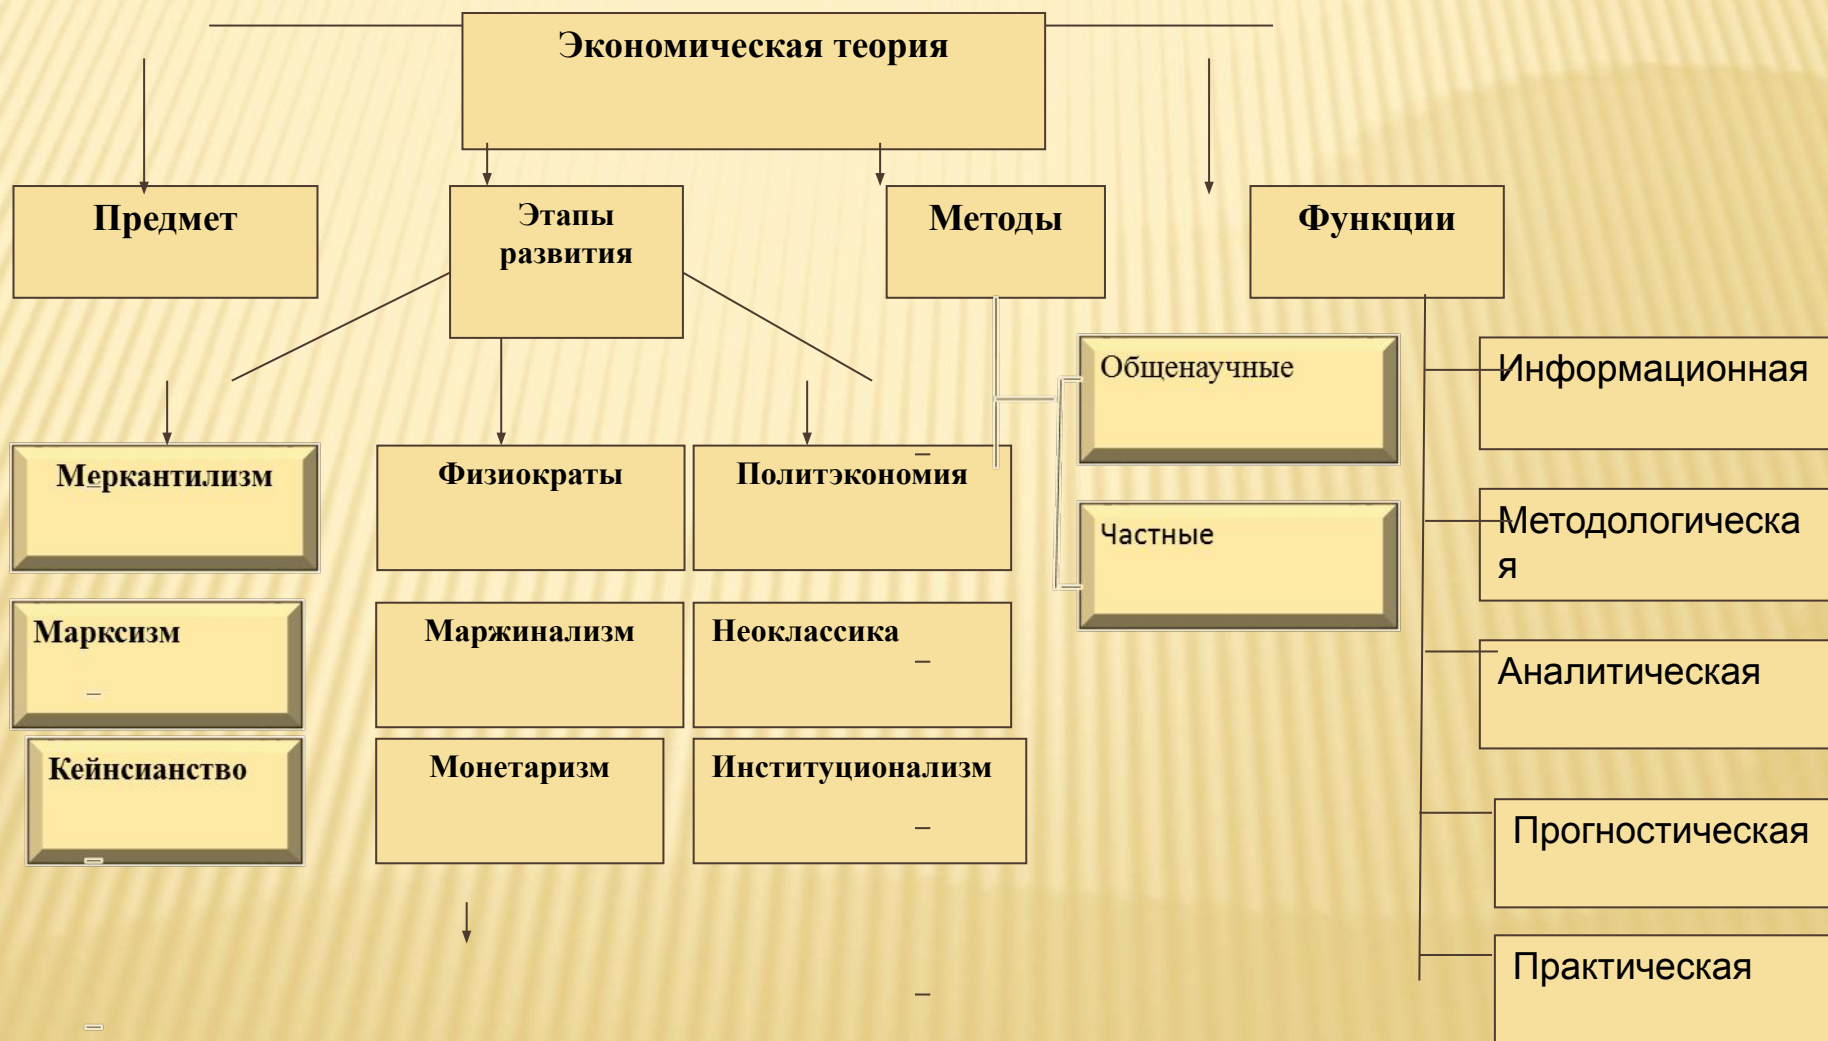 Экономическая теория
Предмет
Этапы
развития
Методы
Функции
Общенаучные
Частные
Информационная
Методологическа
я
Аналитическая
Прогностическая
Практическая
Меркантилизм
Физиократы
Политэкономия
Марксизм
Маржинализм
Неоклассика
Кейнсианство
Монетаризм
Институционализм